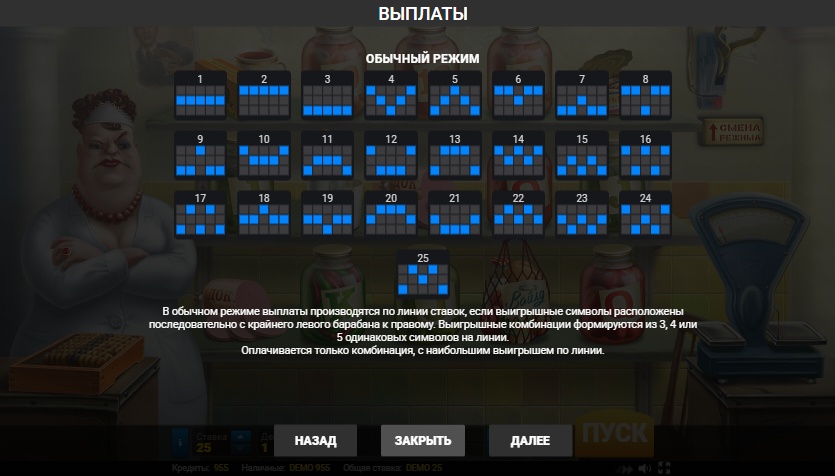 ВЫПЛАТЫ
ОБЫЧНЫЙ РЕЖИМ
1 2 3 4 5 6 7 8
СМЕНА
РЕЖИМА
9 10 11 12 13 14 15 16
17 18 19 20 21 22 23 24
25
В обычном режиме выплаты производятся по линии ставок, если выигрышные символы расположены
последовательно с крайнего левого барабана к правому. Выигрышные комбинации формируются из 3, 4 или
5 одинаковых символов на линии.
Оплачивается только комбинация, с наибольшим выигрышем по линии.
Ставка
25
1
НАЗАД ЗАКРЫТЬ ДАЛЕЕ ПУСК
Кредиты: 955 Наличные: DEMO 955 Общая ставка: DEMO 25